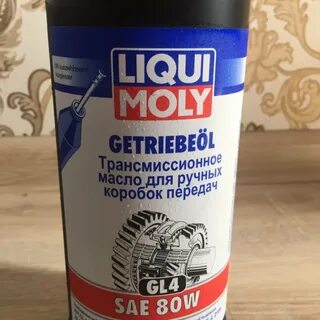 LIQUI
MOLY
GETRIEBEÖL
Трансмиссионное
масло для ручных
коробок передач
GL4
SAE 80W